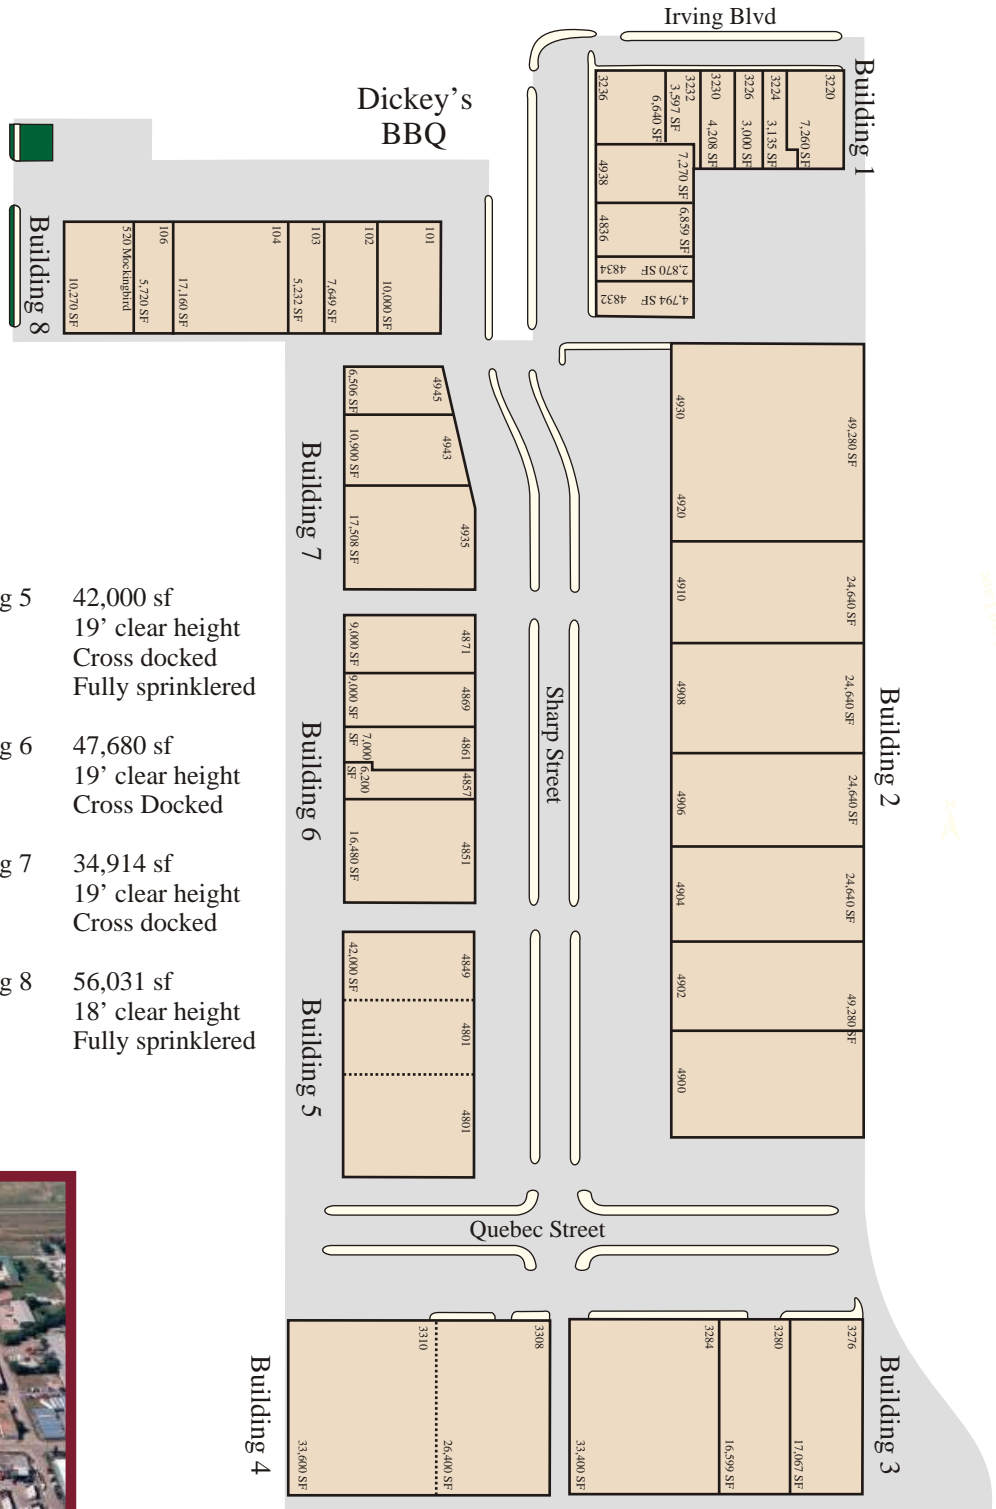 Irving Blvd
Dickey's
BBQ
Building 1
3236
6,640 SF
3232
3,597 SF
3230
4,208 SF
3226
3,000 SF
3224
3,135 SF
3220
7,260 SF
4938
7,270 SF
4836
6,859 SF
4834
2,870 SF
4832
4,794 SF
Building 8
520 Mockingbird
10,270 SF
106
5,720 SF
104
17,160 SF
103
5,232 SF
102
7,649 SF
101
10,000 SF
Building 7
4945
6,506 SF
4943
10,900 SF
4935
17,508 SF
Building 2
4930
49,280 SF
4920
4910
24,640 SF
4908
24,640 SF
4906
24,640 SF
4904
24,640 SF
4902
49,280 SF
4900
Sharp Street
Building 6
4871
9,000 SF
4869
9,000 SF
4861
7,000
SF
4857
6,200
SF
4851
16,480 SF
Building 5
4849
42,000 SF
4801
4801
g 5 42,000 sf
19’ clear height
Cross docked
Fully sprinklered
g 6 47,680 sf
19’ clear height
Cross Docked
g 7 34,914 sf
19’ clear height
Cross docked
g 8 56,031 sf
18’ clear height
Fully sprinklered
Quebec Street
Building 4
3310
33,600 SF
3308
26,400 SF
Building 3
3284
33,400 SF
3280
16,599 SF
3276
17,067 SF